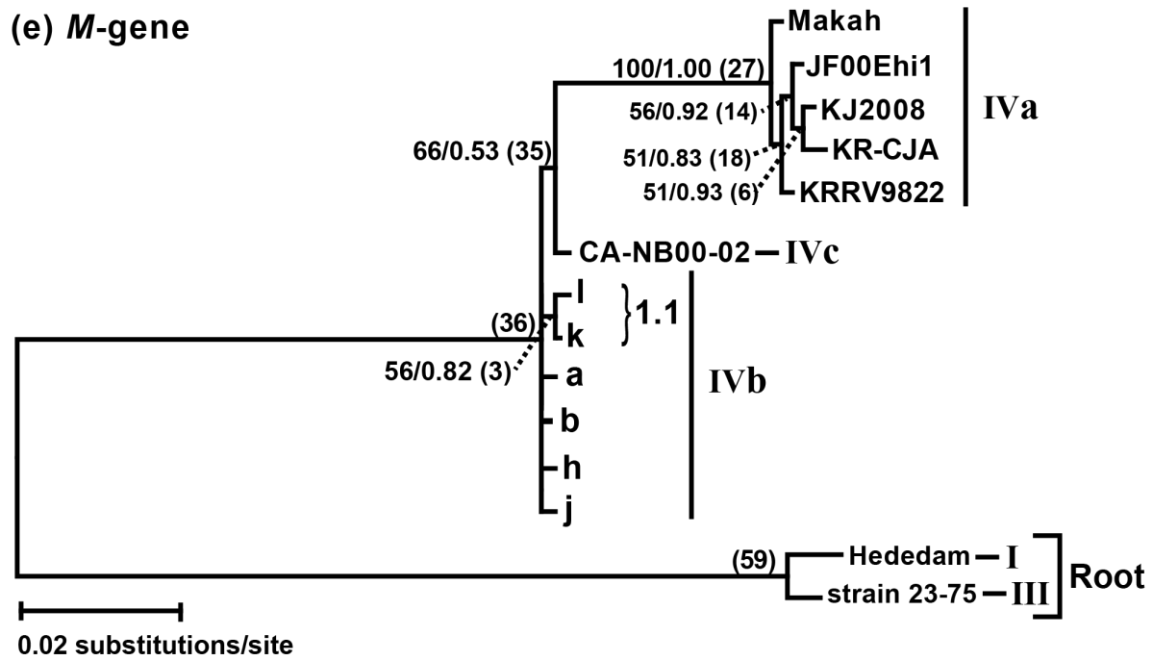 (e) M-gene
Makah
100/1.00 (27)
JF00Ehi1
56/0.92 (14)
KJ2008
IVa
51/0.83 (18)
KR-CJA
51/0.93 (6)
KRRV9822
66/0.53 (35)
CA-NB00-02 IVc
l
} 1.1
(36)
k
56/0.82 (3)
a
IVb
b
h
j
(59)
Hededam I
Root
strain 23-75 III
0.02 substitutions/site